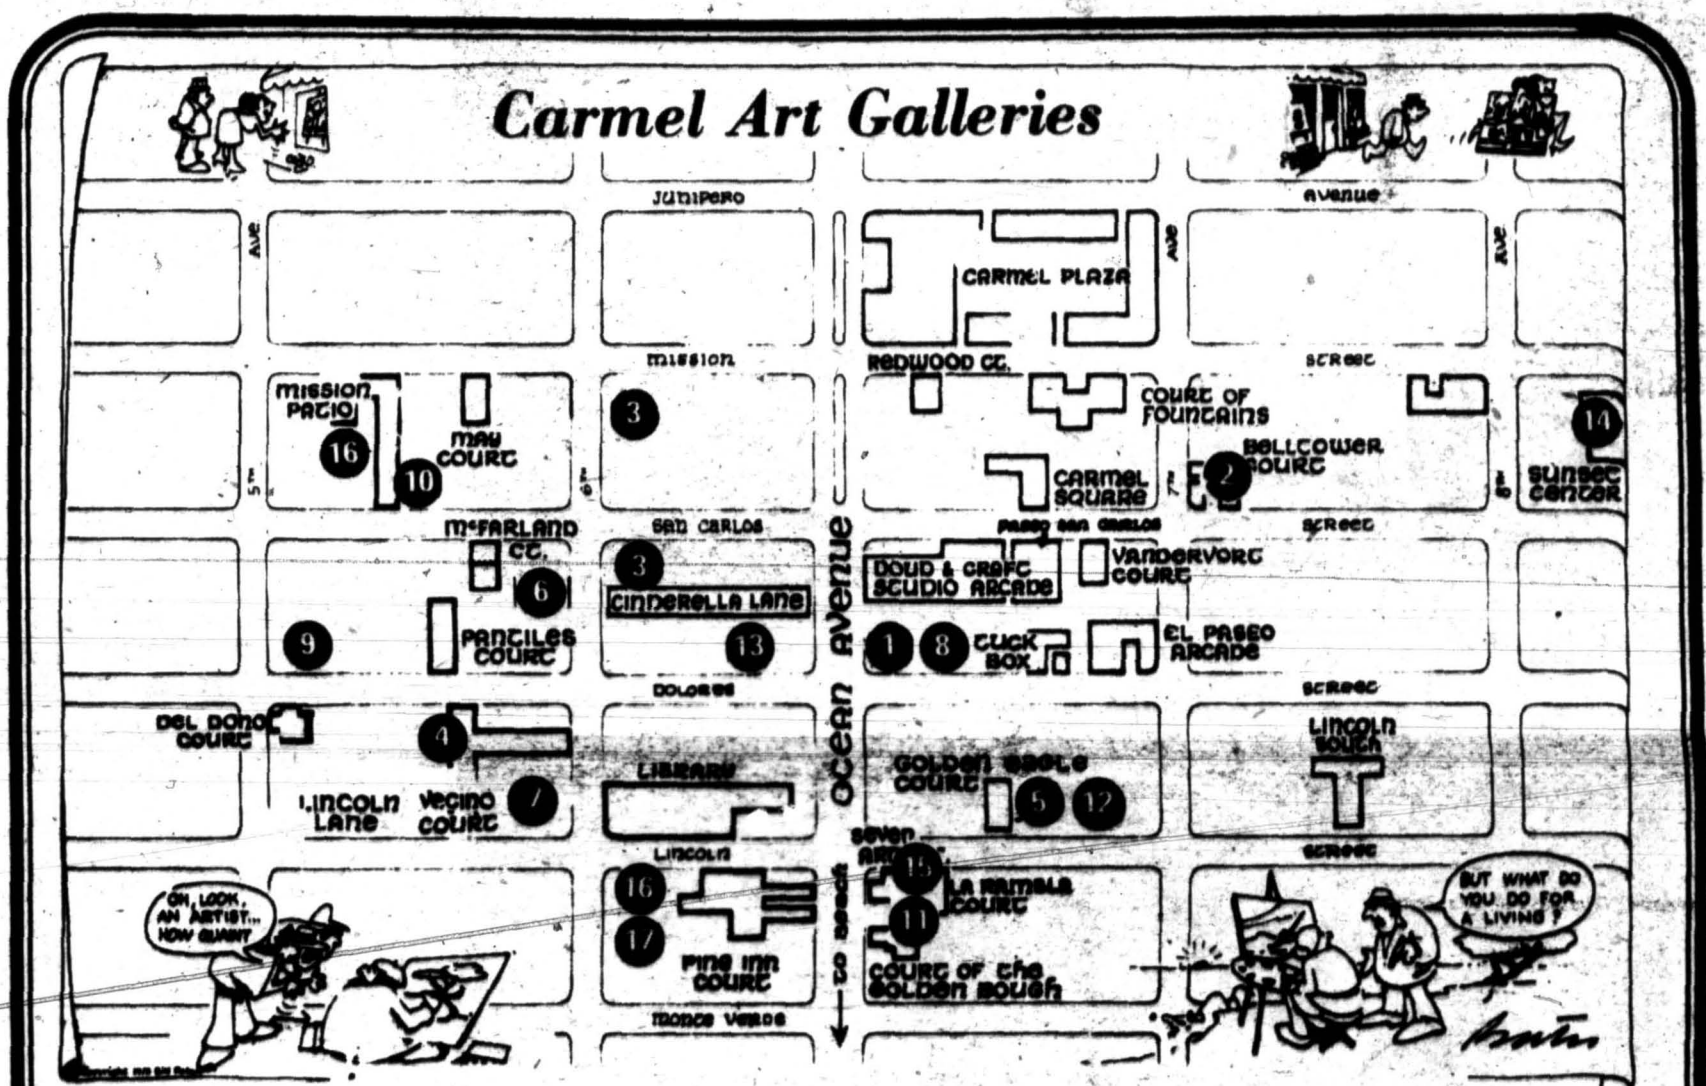 Carmel Art Galleries
JUNIPERO
AVENUE
AVE
AVE
AVE
CARMEL PLAZA
MISSION
REDWOOD CT.
STREET
MISSION
PATIO
16
10
MAY
COURT
3
COURT OF
FOUNTAINS
CARMEL
SQUARE
BELLTOWER
COURT
2
14
SUNSET
CENTER
5TH
6TH
7TH
8TH
McFARLAND
CT.
6
SAN CARLOS
PASEO SAN CARLOS
STREET
3
CINDERELLA LANE
13
DOUD & CRAFT
STUDIO ARCADE
VANDERVORT
COURT
9
PANTILES
COURT
1
8
TUCK
BOX
EL PASEO
ARCADE
DOLORES
STREET
OCEAN AVENUE
DEL DONO
COURT
4
LINCOLN
LANE
VECINO
COURT
7
LIBRARY
GOLDEN EAGLE
COURT
5
12
LINCOLN
SOUTH
LINCOLN
STREET
SEVEN
15
LA RAMBLA
COURT
11
16
17
PINE INN
COURT
COURT OF THE
GOLDEN BOUGH
TO BEACH
MONTE VERDE
OH, LOOK,
AN ARTIST...
HOW QUAINT
BUT WHAT DO
YOU DO FOR
A LIVING?